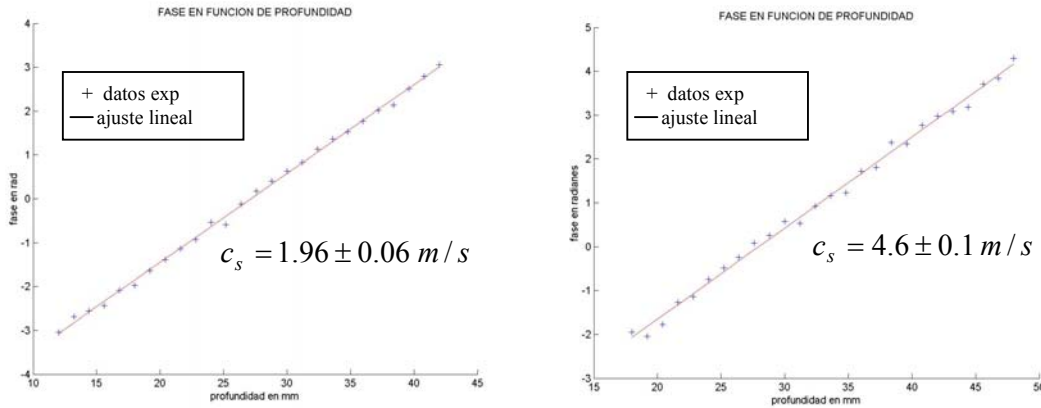 FASE EN FUNCION DE PROFUNDIDAD
4
3
2
1
0
-1
-2
-3
-4
fase en rad
+ datos exp
ajuste lineal
c_s = 1.96 ± 0.06 m / s
10 15 20 25 30 35 40 45
profundidad en mm
FASE EN FUNCION DE PROFUNDIDAD
5
4
3
2
1
0
-1
-2
-3
fase en radianes
+ datos exp
ajuste lineal
c_s = 4.6 ± 0.1 m / s
15 20 25 30 35 40 45 50
profundidad en mm